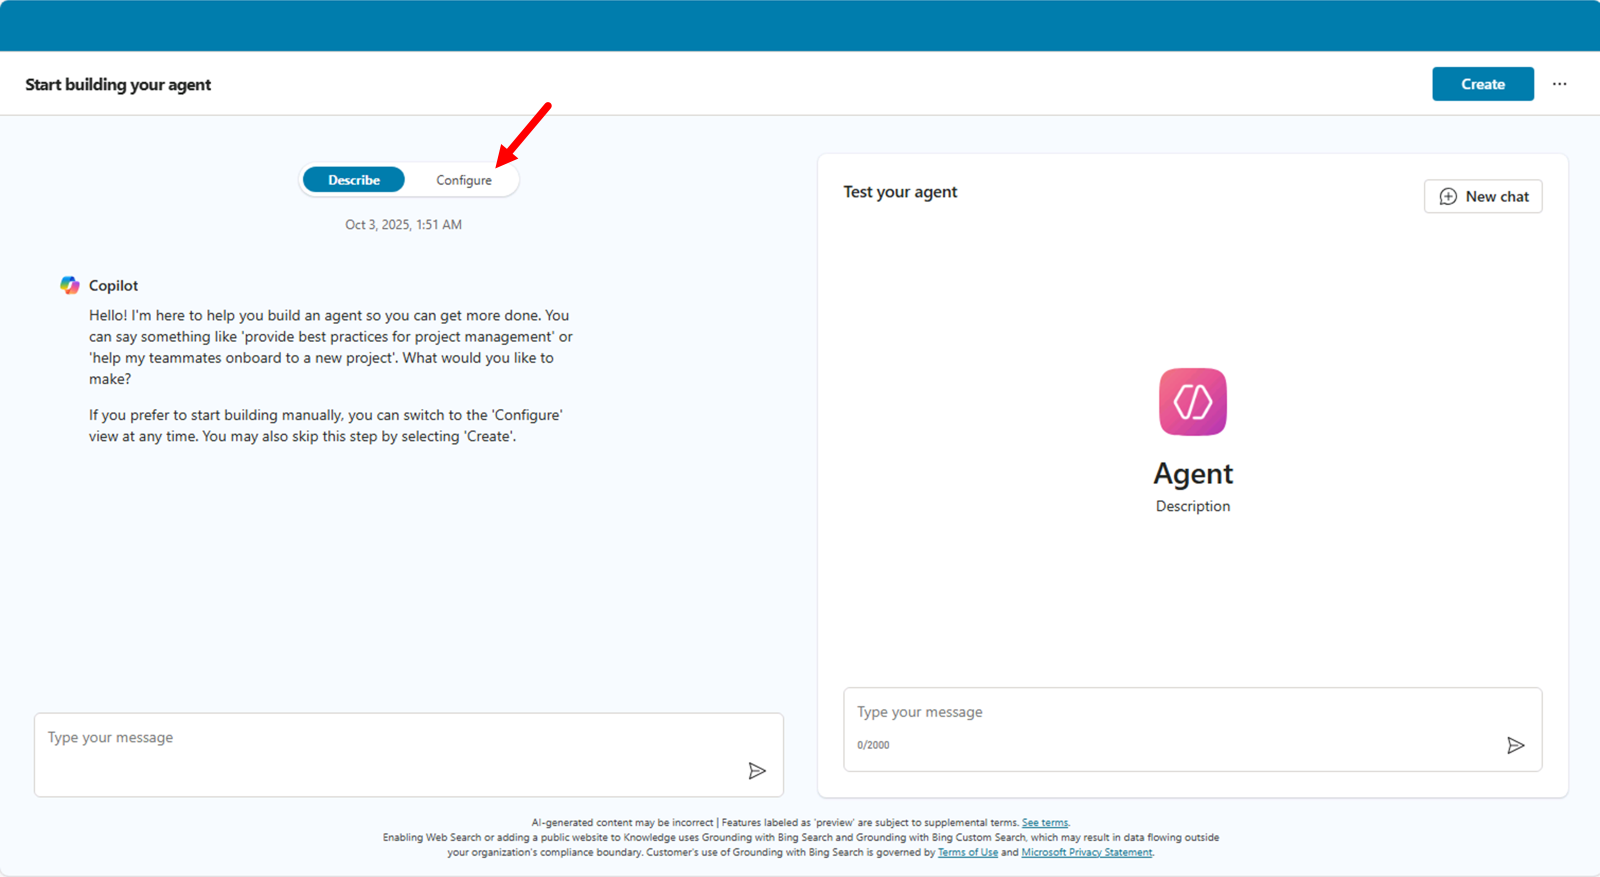 Start building your agent
Create
Describe
Configure
Oct 3, 2025, 1:51 AM
Copilot
Hello! I'm here to help you build an agent so you can get more done. You
can say something like 'provide best practices for project management' or
'help my teammates onboard to a new project'. What would you like to
make?
If you prefer to start building manually, you can switch to the 'Configure'
view at any time. You may also skip this step by selecting 'Create'.
Type your message
Test your agent
New chat
Agent
Description
Type your message
0/2000
AI-generated content may be incorrect | Features labeled as 'preview' are subject to supplemental terms. See terms.
Enabling Web Search or adding a public website to Knowledge uses Grounding with Bing Search and Grounding with Bing Custom Search, which may result in data flowing outside
your organization's compliance boundary. Customer's use of Grounding with Bing Search is governed by Terms of Use and Microsoft Privacy Statement.